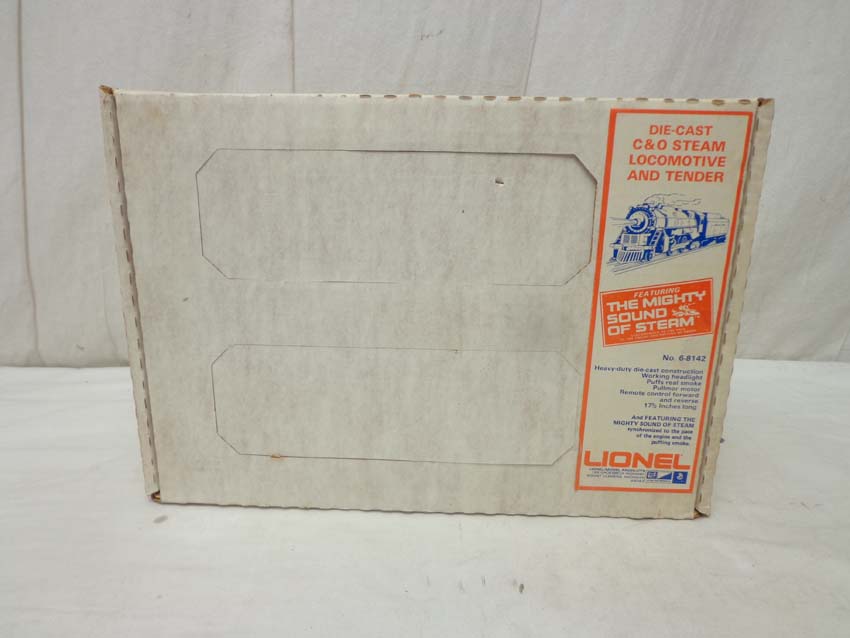 DIE-CAST
C&O STEAM
LOCOMOTIVE
AND TENDER
FEATURING
THE MIGHTY
SOUND
OF STEAM
No. 6-8142
Heavy-duty die-cast construction
Working headlight
Puffs real smoke
Pullmor motor
Remote control forward
and reverse
17½ inches long
And FEATURING THE
MIGHTY SOUND OF STEAM
synchronized to the pace
of the engine and the
puffing smoke.
LIONEL